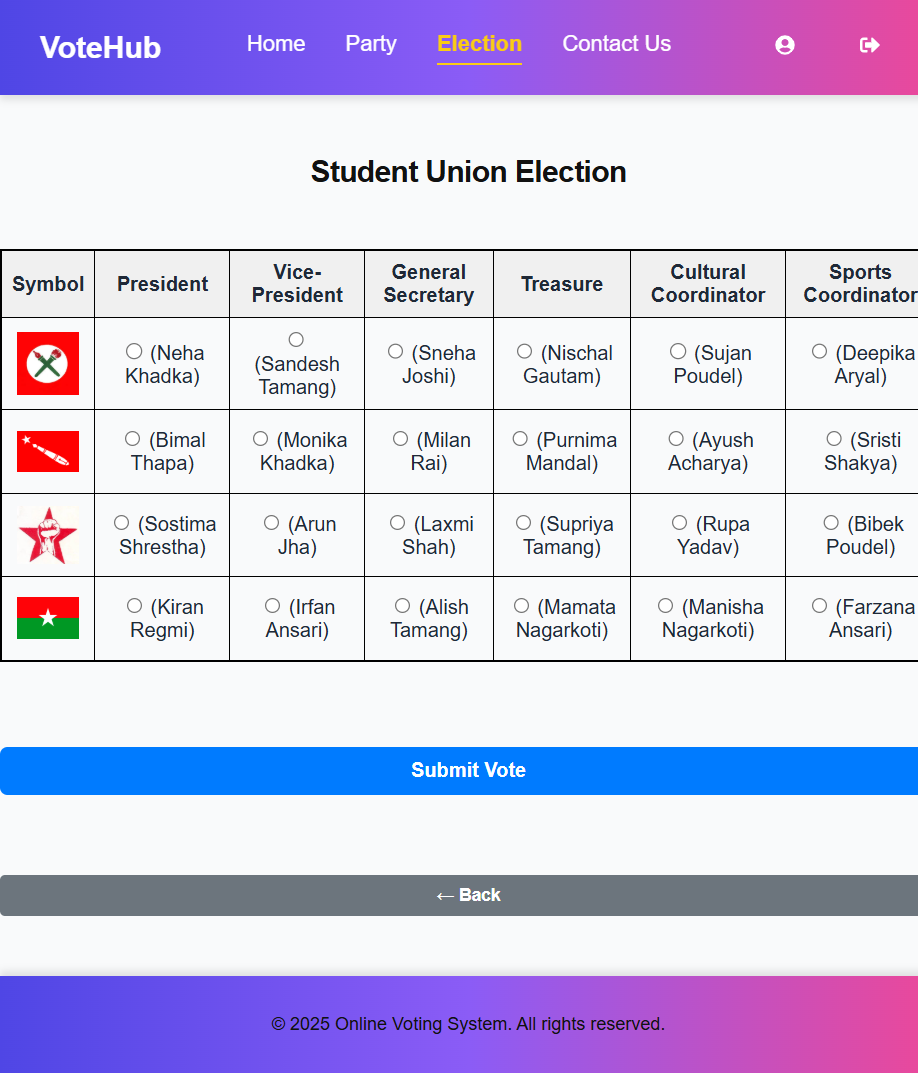 VoteHub Home Party Election Contact Us
Student Union Election
Symbol President Vice-President General Secretary Treasure Cultural Coordinator Sports Coordinator
(Neha Khadka) (Sandesh Tamang) (Sneha Joshi) (Nischal Gautam) (Sujan Poudel) (Deepika Aryal)
(Bimal Thapa) (Monika Khadka) (Milan Rai) (Purnima Mandal) (Ayush Acharya) (Sristi Shakya)
(Sostima Shrestha) (Arun Jha) (Laxmi Shah) (Supriya Tamang) (Rupa Yadav) (Bibek Poudel)
(Kiran Regmi) (Irfan Ansari) (Alish Tamang) (Mamata Nagarkoti) (Manisha Nagarkoti) (Farzana Ansari)
Submit Vote
← Back
© 2025 Online Voting System. All rights reserved.